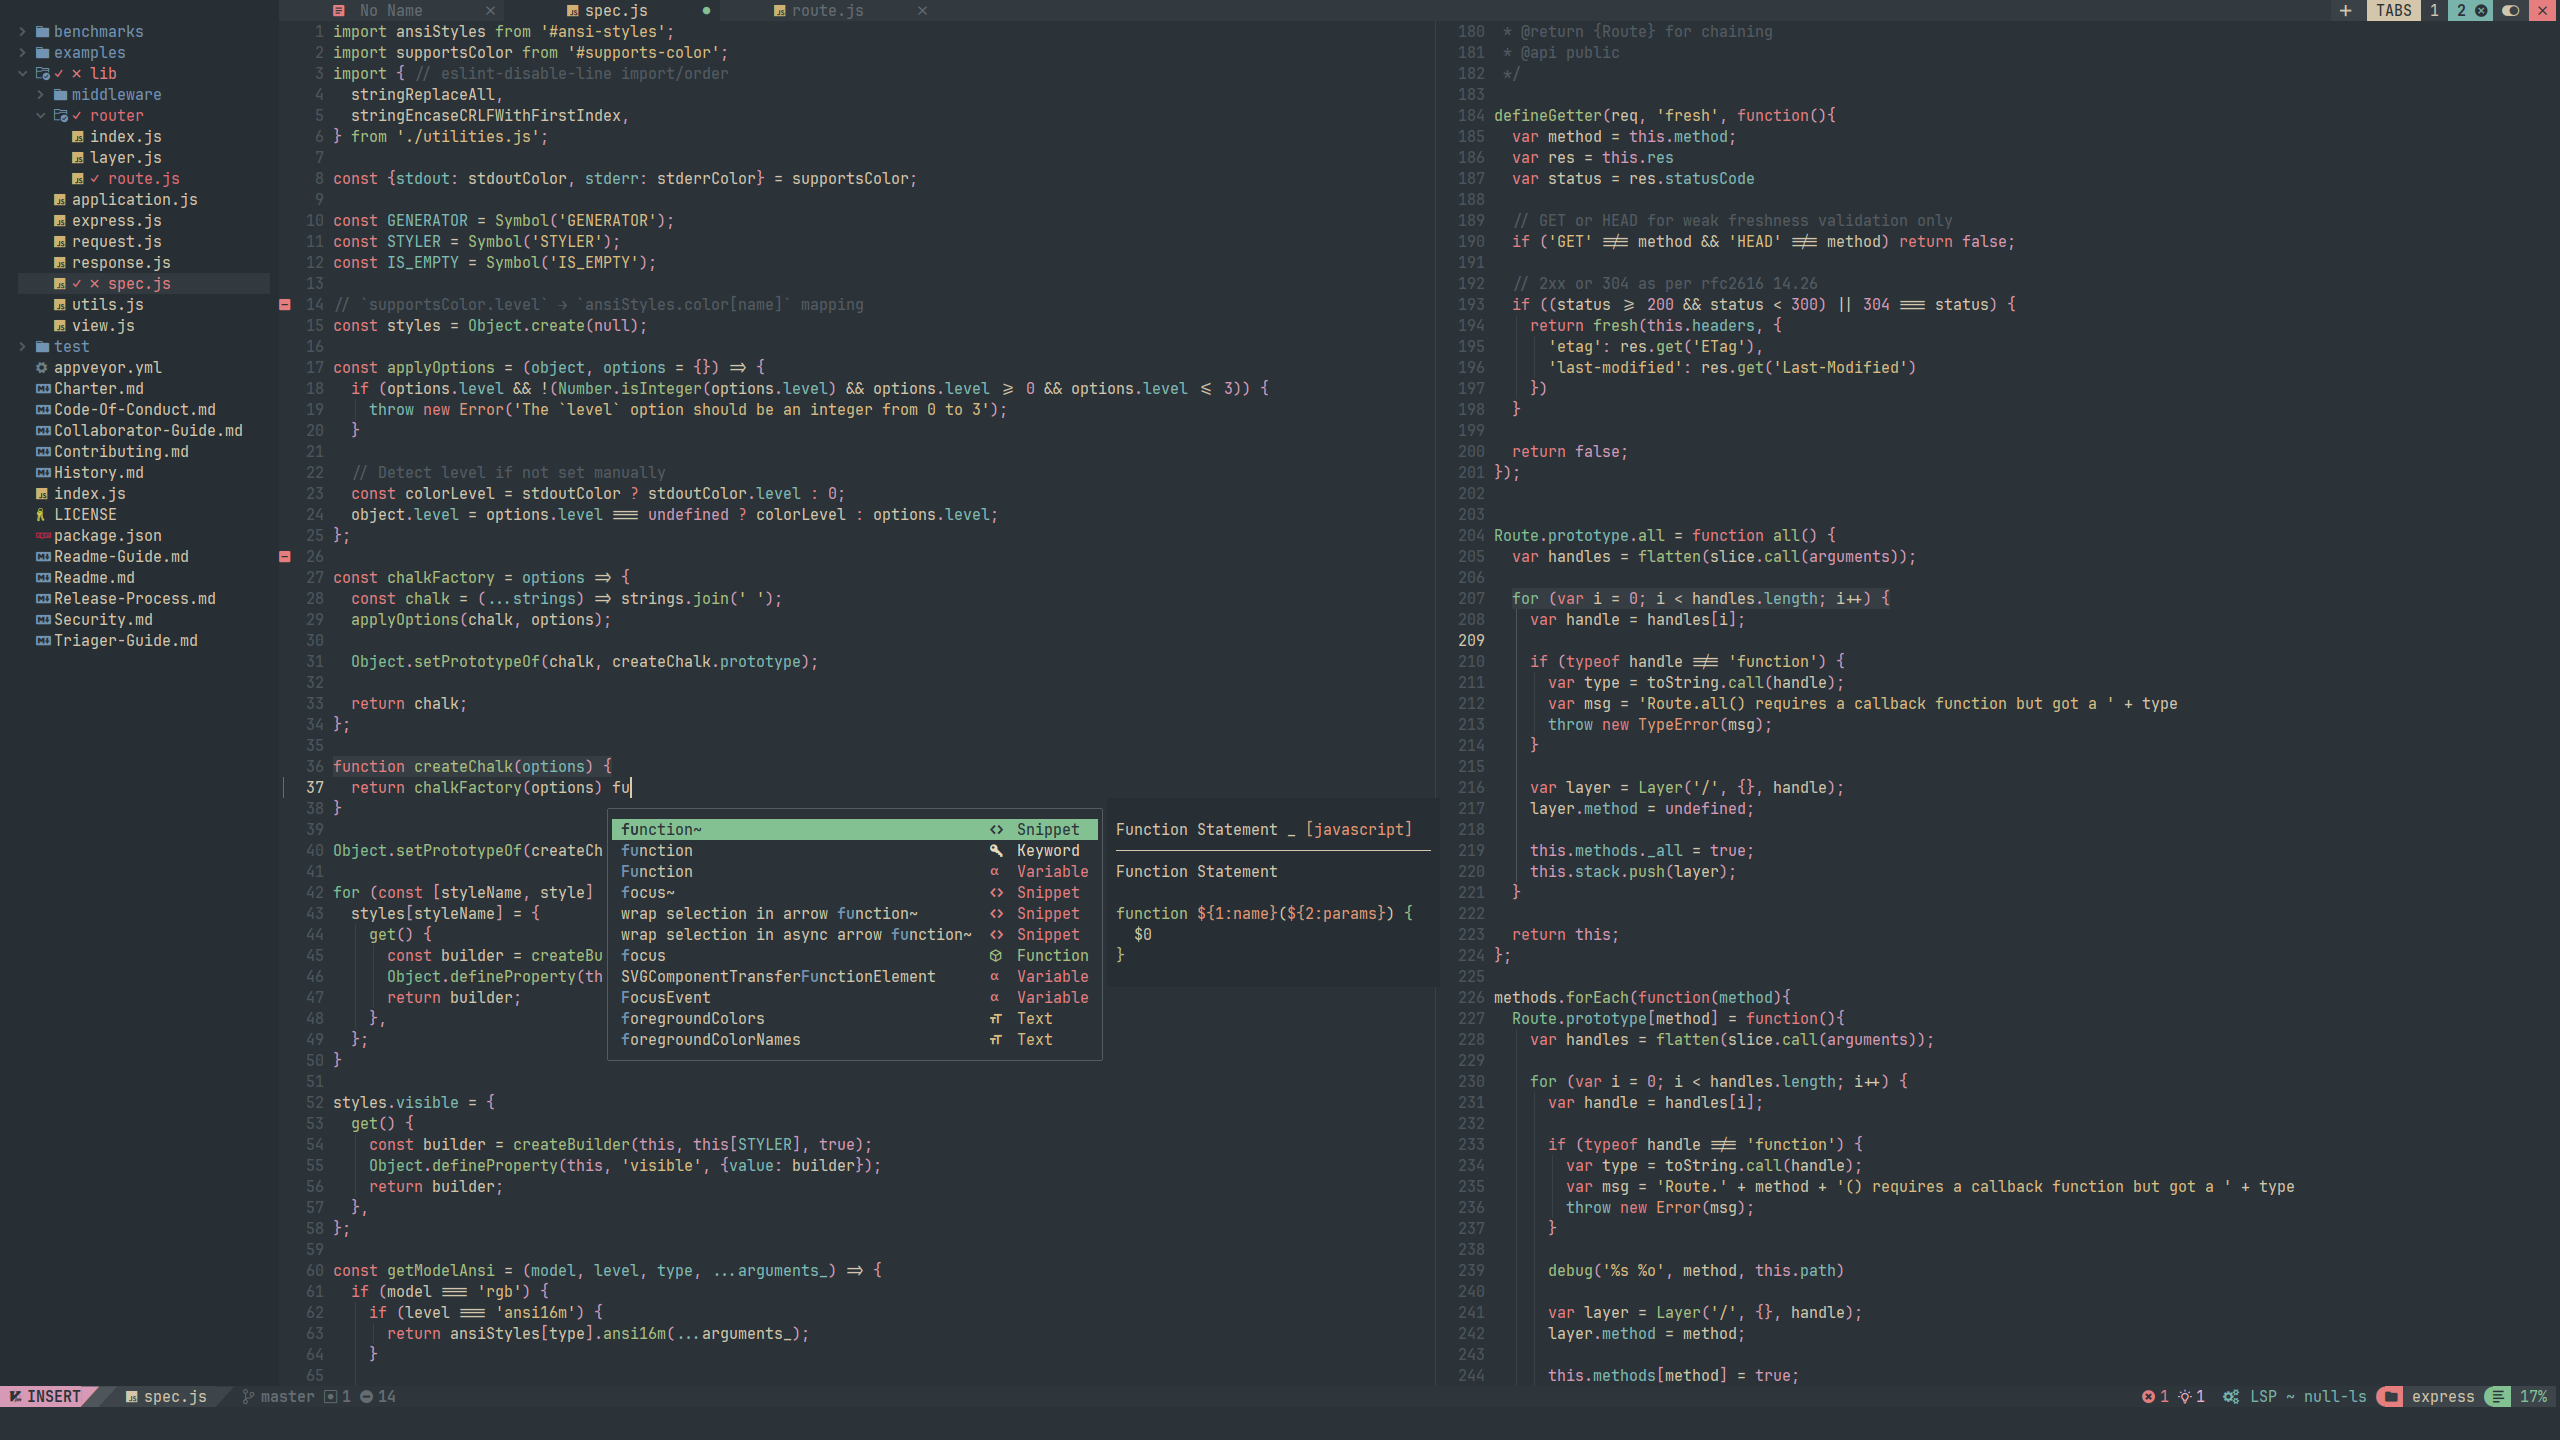 No Name
spec.js
route.js
TABS 1 2
benchmarks
examples
lib
middleware
router
index.js
layer.js
route.js
application.js
express.js
request.js
response.js
spec.js
utils.js
view.js
test
appveyor.yml
Charter.md
Code-Of-Conduct.md
Collaborator-Guide.md
Contributing.md
History.md
index.js
LICENSE
package.json
Readme-Guide.md
Readme.md
Release-Process.md
Security.md
Triager-Guide.md
1 import ansiStyles from '#ansi-styles';
2 import supportsColor from '#supports-color';
3 import { // eslint-disable-line import/order
4   stringReplaceAll,
5   stringEncaseCRLFWithFirstIndex,
6 } from './utilities.js';
7
8 const {stdout: stdoutColor, stderr: stderrColor} = supportsColor;
9
10 const GENERATOR = Symbol('GENERATOR');
11 const STYLER = Symbol('STYLER');
12 const IS_EMPTY = Symbol('IS_EMPTY');
13
14 // `supportsColor.level` -> `ansiStyles.color[name]` mapping
15 const styles = Object.create(null);
16
17 const applyOptions = (object, options = {}) => {
18   if (options.level && !(Number.isInteger(options.level) && options.level >= 0 && options.level <= 3)) {
19     throw new Error('The `level` option should be an integer from 0 to 3');
20   }
21
22   // Detect level if not set manually
23   const colorLevel = stdoutColor ? stdoutColor.level : 0;
24   object.level = options.level === undefined ? colorLevel : options.level;
25 };
26
27 const chalkFactory = options => {
28   const chalk = (...strings) => strings.join(' ');
29   applyOptions(chalk, options);
30
31   Object.setPrototypeOf(chalk, createChalk.prototype);
32
33   return chalk;
34 };
35
36 function createChalk(options) {
37   return chalkFactory(options) fu
38 }
39
40 Object.setPrototypeOf(createCh
41
42 for (const [styleName, style]
43   styles[styleName] = {
44     get() {
45       const builder = createBu
46       Object.defineProperty(th
47       return builder;
48     },
49   };
50 }
51
52 styles.visible = {
53   get() {
54     const builder = createBuilder(this, this[STYLER], true);
55     Object.defineProperty(this, 'visible', {value: builder});
56     return builder;
57   },
58 };
59
60 const getModelAnsi = (model, level, type, ...arguments_) => {
61   if (model === 'rgb') {
62     if (level === 'ansi16m') {
63       return ansiStyles[type].ansi16m(...arguments_);
64     }
65
function~ <> Snippet
function Keyword
Function α Variable
focus~ <> Snippet
wrap selection in arrow function~ <> Snippet
wrap selection in async arrow function~ <> Snippet
focus Function
SVGComponentTransferFunctionElement α Variable
FocusEvent α Variable
foregroundColors Text
foregroundColorNames Text
Function Statement _ [javascript]
Function Statement
function ${1:name}(${2:params}) {
  $0
}
180  * @return {Route} for chaining
181  * @api public
182  */
183
184 defineGetter(req, 'fresh', function(){
185   var method = this.method;
186   var res = this.res
187   var status = res.statusCode
188
189   // GET or HEAD for weak freshness validation only
190   if ('GET' !== method && 'HEAD' !== method) return false;
191
192   // 2xx or 304 as per rfc2616 14.26
193   if ((status >= 200 && status < 300) || 304 === status) {
194     return fresh(this.headers, {
195       'etag': res.get('ETag'),
196       'last-modified': res.get('Last-Modified')
197     })
198   }
199
200   return false;
201 });
202
203
204 Route.prototype.all = function all() {
205   var handles = flatten(slice.call(arguments));
206
207   for (var i = 0; i < handles.length; i++) {
208     var handle = handles[i];
209
210     if (typeof handle !== 'function') {
211       var type = toString.call(handle);
212       var msg = 'Route.all() requires a callback function but got a ' + type
213       throw new TypeError(msg);
214     }
215
216     var layer = Layer('/', {}, handle);
217     layer.method = undefined;
218
219     this.methods._all = true;
220     this.stack.push(layer);
221   }
222
223   return this;
224 };
225
226 methods.forEach(function(method){
227   Route.prototype[method] = function(){
228     var handles = flatten(slice.call(arguments));
229
230     for (var i = 0; i < handles.length; i++) {
231       var handle = handles[i];
232
233       if (typeof handle !== 'function') {
234         var type = toString.call(handle);
235         var msg = 'Route.' + method + '() requires a callback function but got a ' + type
236         throw new Error(msg);
237       }
238
239       debug('%s %o', method, this.path)
240
241       var layer = Layer('/', {}, handle);
242       layer.method = method;
243
244       this.methods[method] = true;
INSERT spec.js master 1 14
1 1 LSP ~ null-ls express 17%